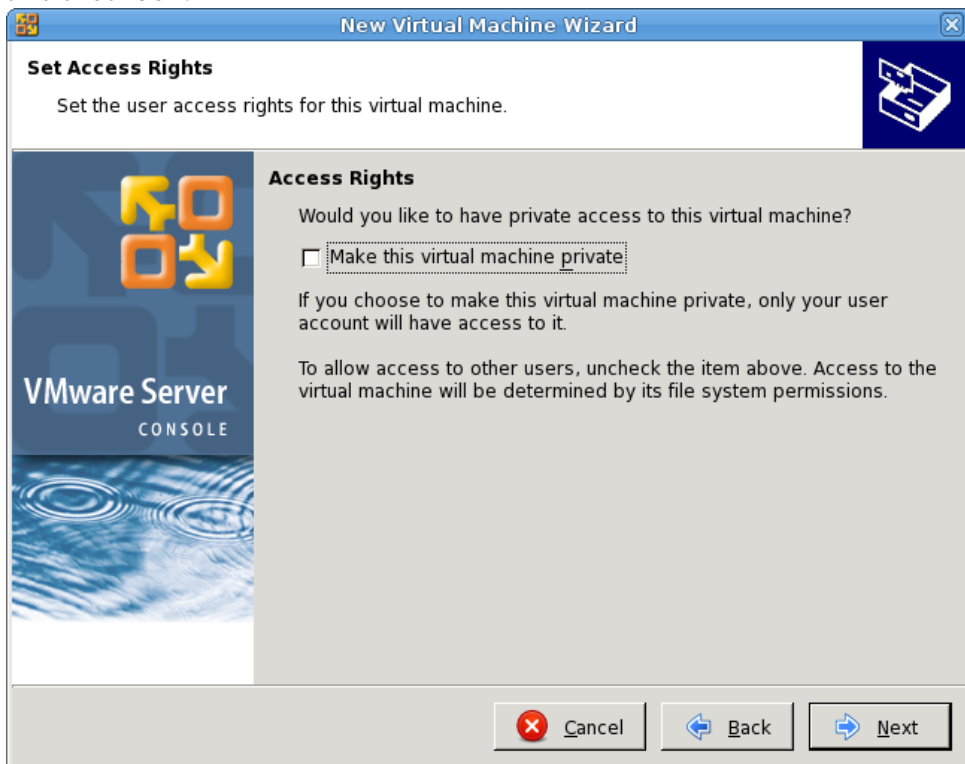 New Virtual Machine Wizard
Set Access Rights
Set the user access rights for this virtual machine.
Access Rights
Would you like to have private access to this virtual machine?
Make this virtual machine private
If you choose to make this virtual machine private, only your user
account will have access to it.
To allow access to other users, uncheck the item above. Access to the
virtual machine will be determined by its file system permissions.
VMware Server
CONSOLE
Cancel
Back
Next